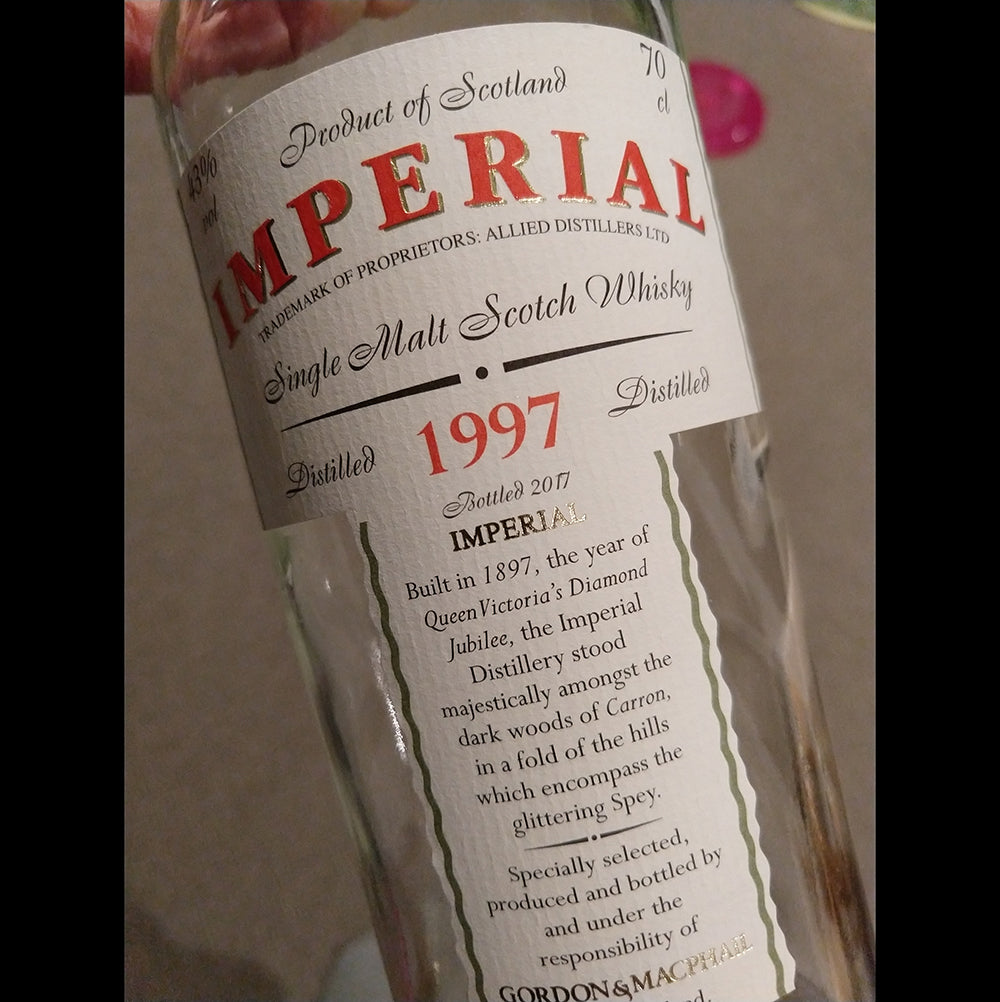 Product of Scotland
70
cl
43%
vol
IMPERIAL
TRADEMARK OF PROPRIETORS: ALLIED DISTILLERS LTD
Single Malt Scotch Whisky
Distilled 1997 Distilled
Bottled 2017
IMPERIAL
Built in 1897, the year of
Queen Victoria's Diamond
Jubilee, the Imperial
Distillery stood
majestically amongst the
dark woods of Carron,
in a fold of the hills
which encompass the
glittering Spey.
Specially selected,
produced and bottled by
and under the
responsibility of
GORDON & MACPHAIL